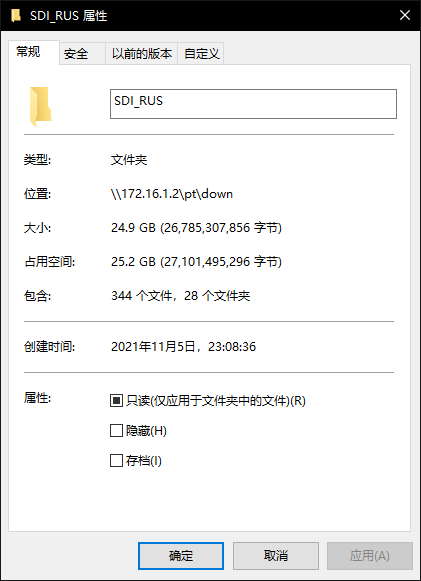 SDI_RUS 属性
常规 安全 以前的版本 自定义
SDI_RUS
类型: 文件夹
位置: \\172.16.1.2\pt\down
大小: 24.9 GB (26,785,307,856 字节)
占用空间: 25.2 GB (27,101,495,296 字节)
包含: 344 个文件，28 个文件夹
创建时间: 2021年11月5日，23:08:36
属性: 只读(仅应用于文件夹中的文件)(R)
隐藏(H)
存档(I)
确定 取消 应用(A)